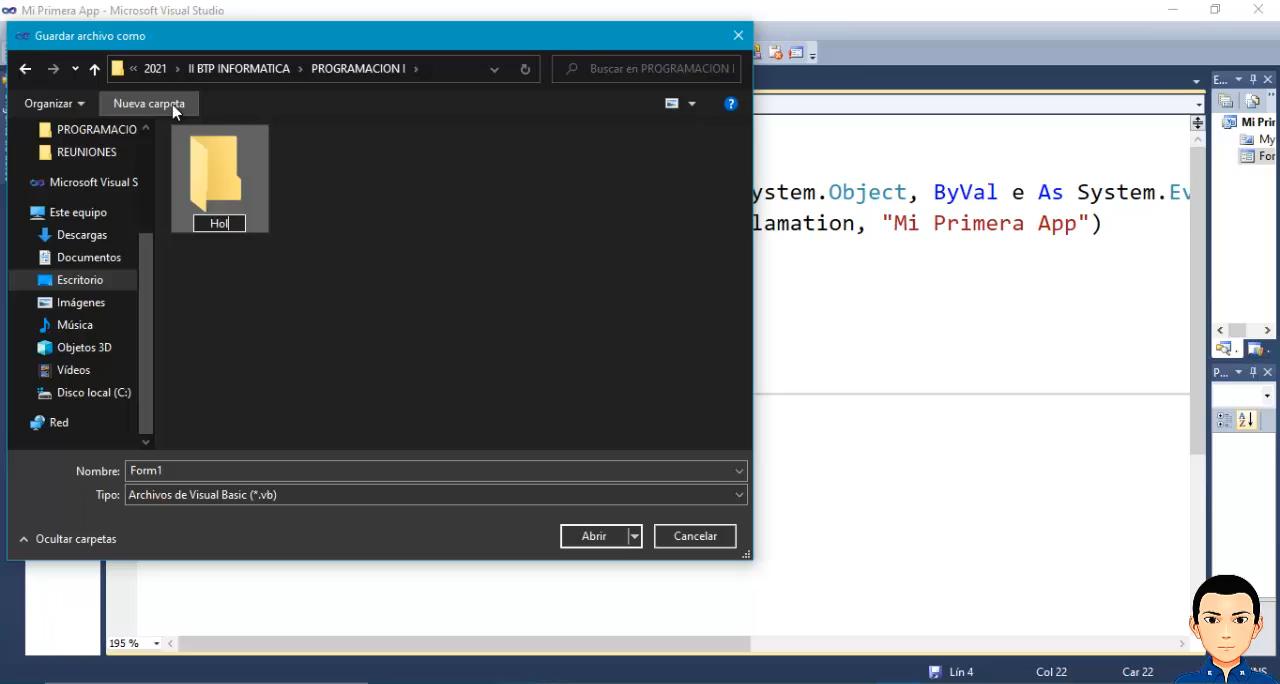 Mi Primera App - Microsoft Visual Studio
Guardar archivo como
« 2021 › II BTP INFORMATICA › PROGRAMACION I ›
Buscar en PROGRAMACION I
Organizar
Nueva carpeta
PROGRAMACIO
REUNIONES
Microsoft Visual S
Este equipo
Descargas
Documentos
Escritorio
Imágenes
Música
Objetos 3D
Vídeos
Disco local (C:)
Red
Hol
Nombre: Form1
Tipo: Archivos de Visual Basic (*.vb)
Ocultar carpetas
Abrir
Cancelar
ystem.Object, ByVal e As System.Ev
lamation, "Mi Primera App")
E...
Mi Prir
My
For
P...
195 %
Lín 4
Col 22
Car 22